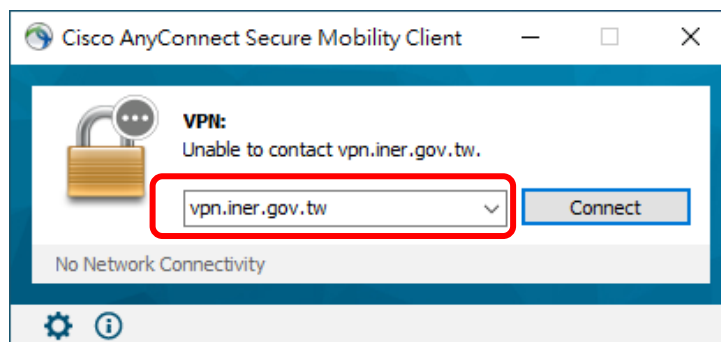 Cisco AnyConnect Secure Mobility Client
VPN:
Unable to contact vpn.iner.gov.tw.
vpn.iner.gov.tw
Connect
No Network Connectivity